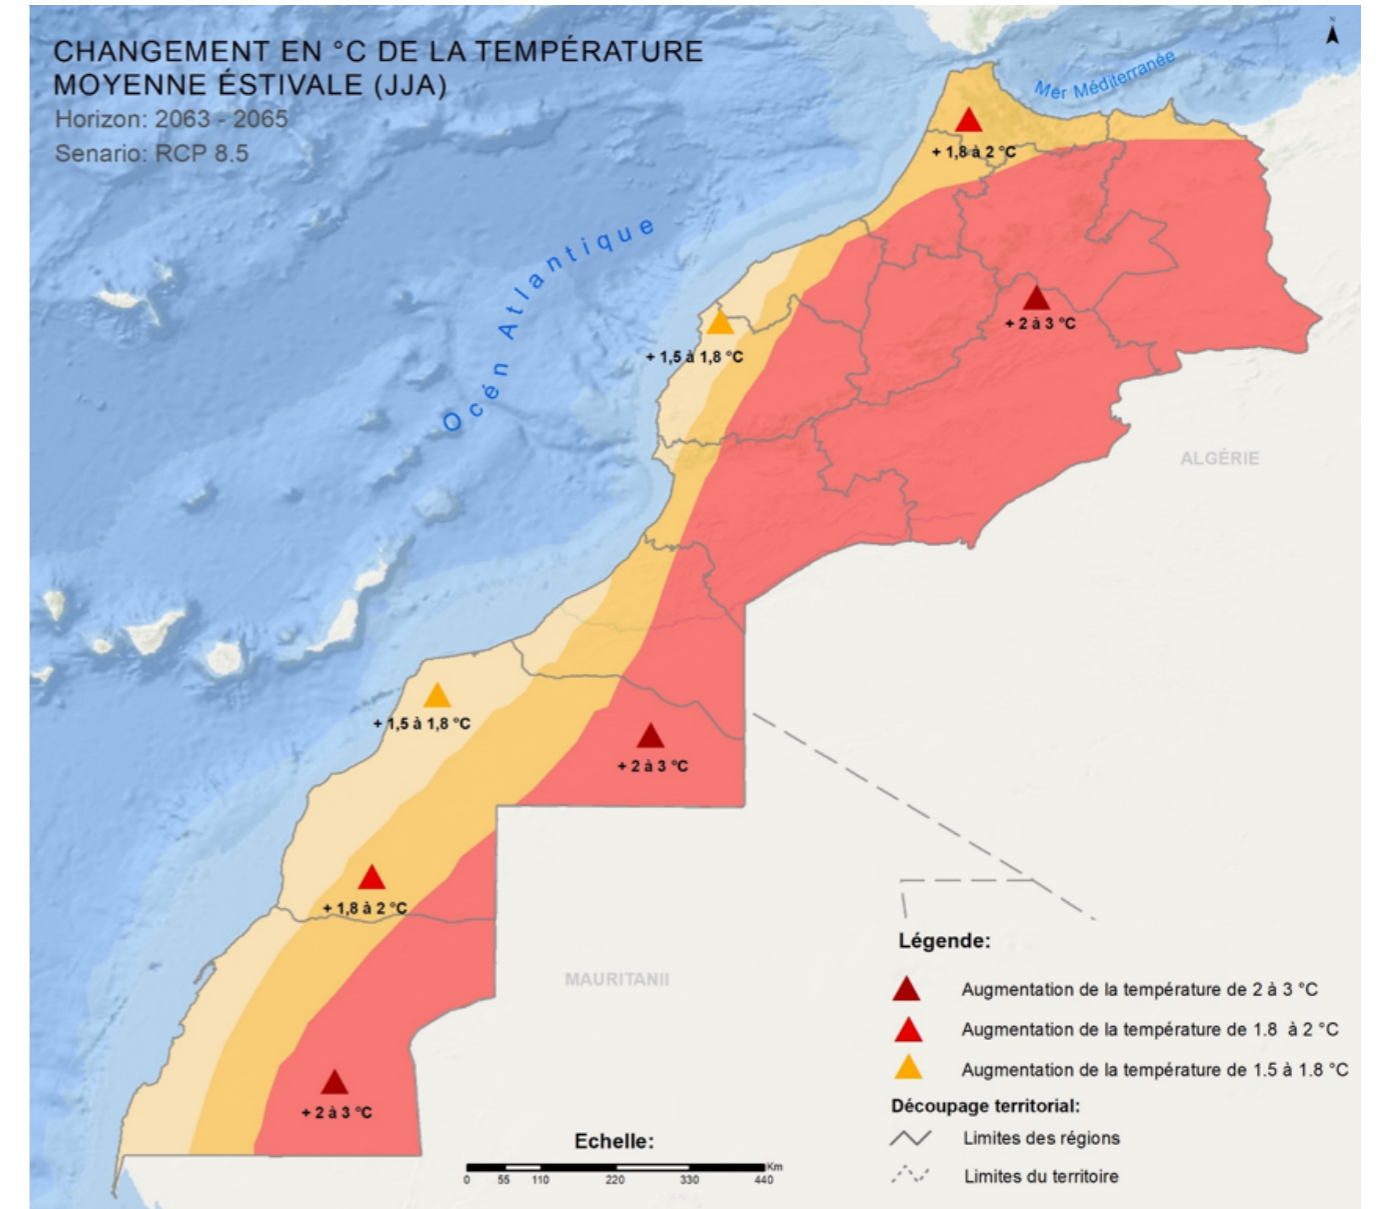 CHANGEMENT EN °C DE LA TEMPÉRATURE
MOYENNE ÉSTIVALE (JJA)
Horizon: 2063 - 2065
Senario: RCP 8.5
N
Mer Méditerranée
+ 1,8 à 2 °C
Océn Atlantique
+ 2 à 3 °C
+ 1,5 à 1,8 °C
ALGÉRIE
+ 1,5 à 1,8 °C
+ 2 à 3 °C
+ 1,8 à 2 °C
MAURITANII
+ 2 à 3 °C
Légende:
Augmentation de la température de 2 à 3 °C
Augmentation de la température de 1.8 à 2 °C
Augmentation de la température de 1.5 à 1.8 °C
Découpage territorial:
Limites des régions
Limites du territoire
Echelle:
Km
0 55 110 220 330 440